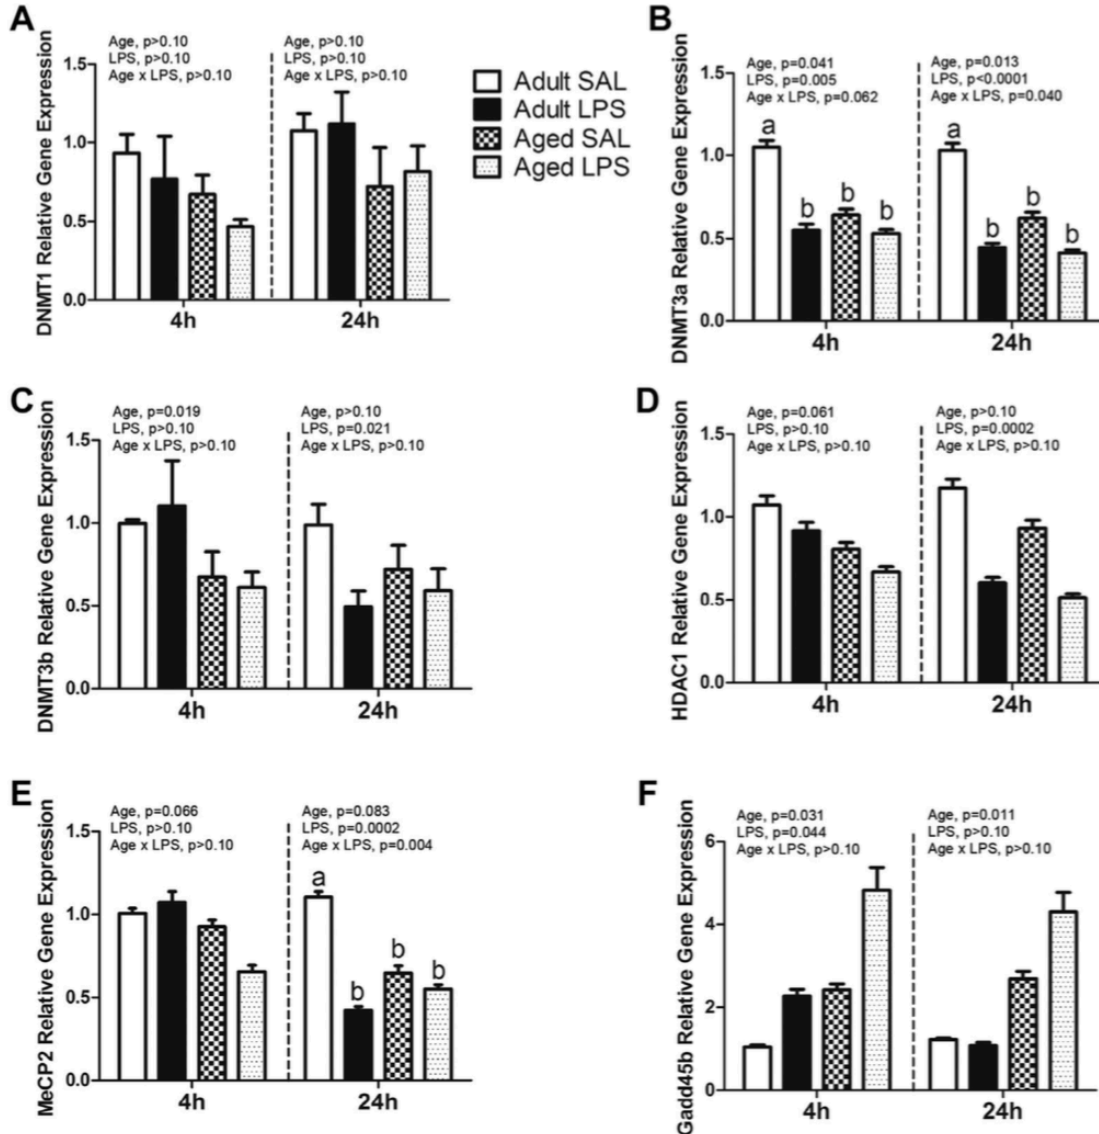 A
DNMT1 Relative Gene Expression
Age, p>0.10
LPS, p>0.10
Age x LPS, p>0.10
Age, p>0.10
LPS, p>0.10
Age x LPS, p>0.10
1.5
1.0
0.5
0.0
4h
24h
Adult SAL
Adult LPS
Aged SAL
Aged LPS
B
DNMT3a Relative Gene Expression
Age, p=0.041
LPS, p=0.005
Age x LPS, p=0.062
Age, p=0.013
LPS, p<0.0001
Age x LPS, p=0.040
1.5
1.0
0.5
0.0
a
b
b
b
a
b
b
b
4h
24h
C
DNMT3b Relative Gene Expression
Age, p=0.019
LPS, p>0.10
Age x LPS, p>0.10
Age, p>0.10
LPS, p=0.021
Age x LPS, p>0.10
1.5
1.0
0.5
0.0
4h
24h
D
HDAC1 Relative Gene Expression
Age, p=0.061
LPS, p>0.10
Age x LPS, p>0.10
Age, p>0.10
LPS, p=0.0002
Age x LPS, p>0.10
1.5
1.0
0.5
0.0
4h
24h
E
MeCP2 Relative Gene Expression
Age, p=0.066
LPS, p>0.10
Age x LPS, p>0.10
Age, p=0.083
LPS, p=0.0002
Age x LPS, p=0.004
1.5
1.0
0.5
0.0
a
b
b
b
4h
24h
F
Gadd45b Relative Gene Expression
Age, p=0.031
LPS, p=0.044
Age x LPS, p>0.10
Age, p=0.011
LPS, p>0.10
Age x LPS, p>0.10
6
4
2
0
4h
24h